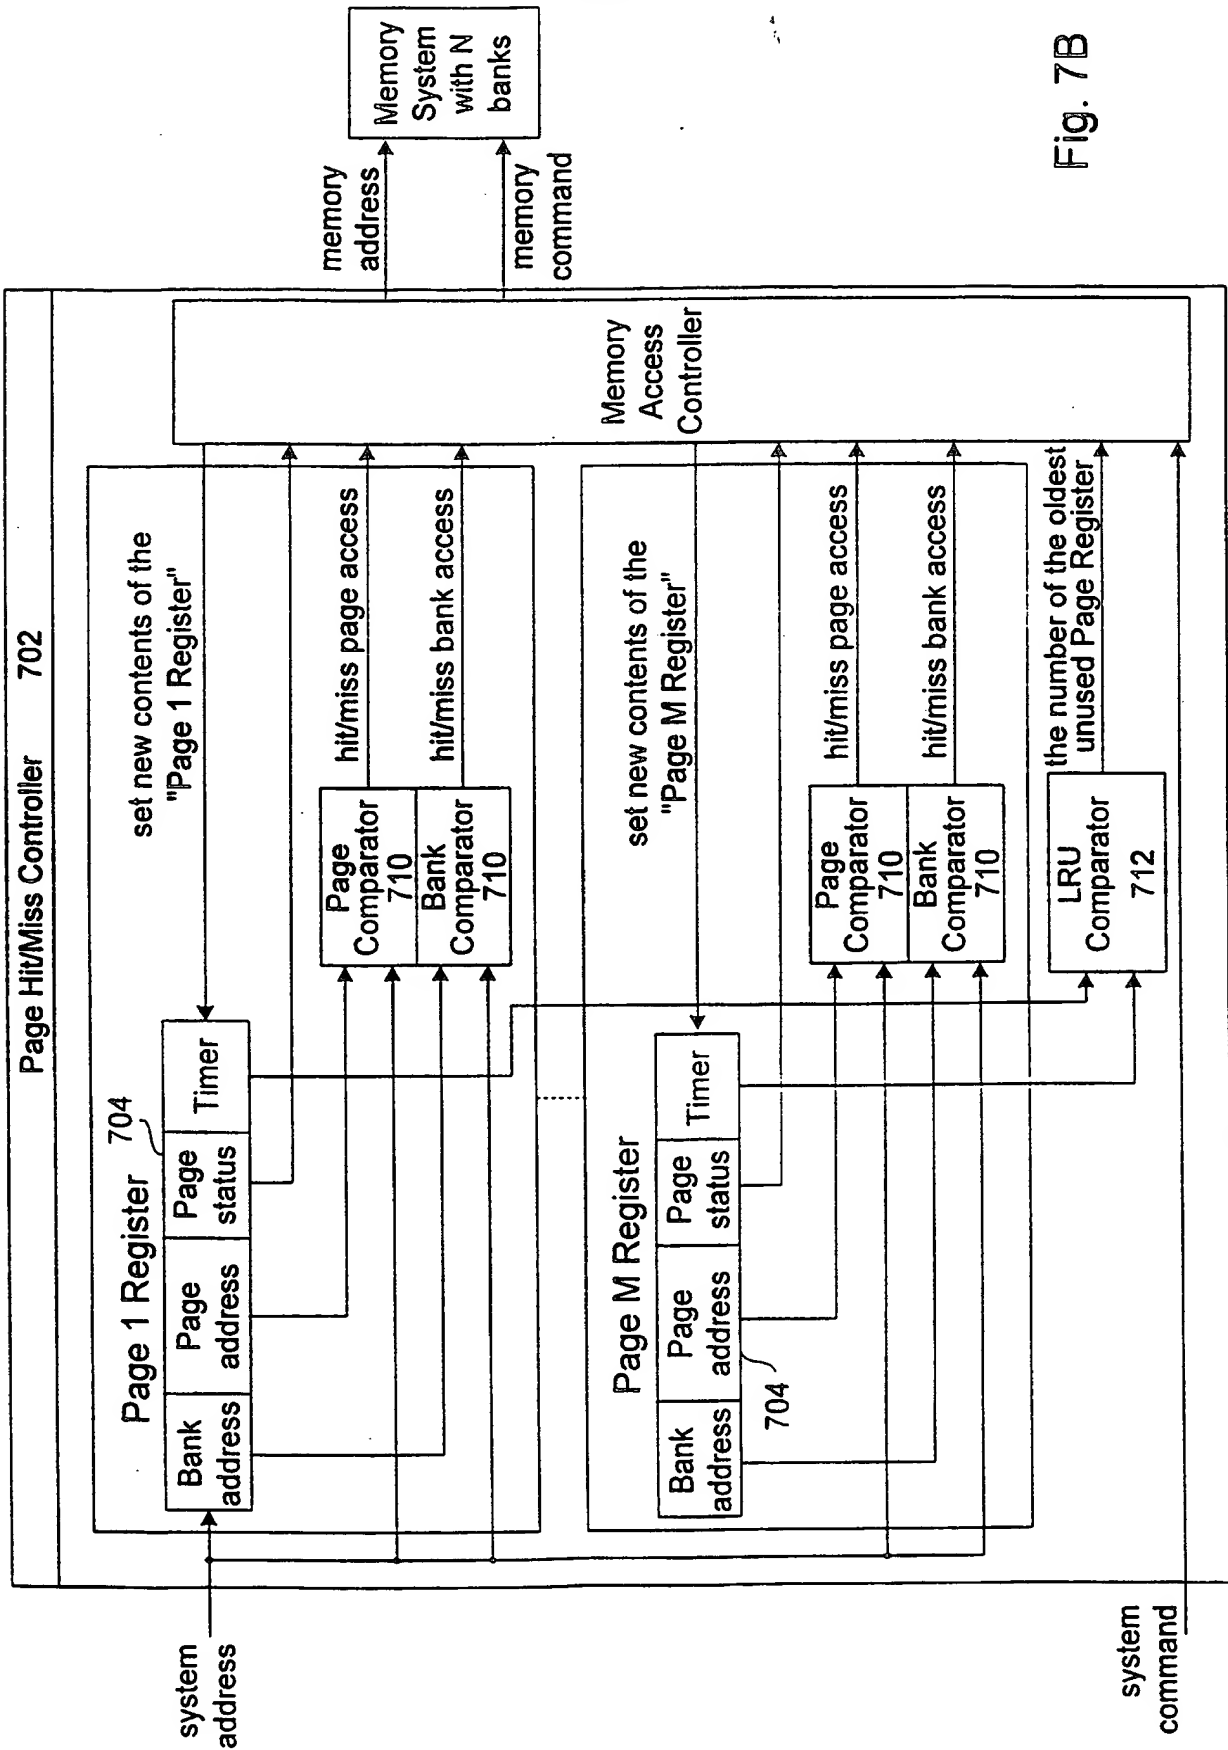 Page Hit/Miss Controller 702
system
address
Page 1 Register
704
Bank
address
Page
address
Page
status
Timer
set new contents of the
"Page 1 Register"
Page
Comparator
710
Bank
Comparator
710
hit/miss page access
hit/miss bank access
Page M Register
704
Bank
address
Page
address
Page
status
Timer
set new contents of the
"Page M Register"
Page
Comparator
710
Bank
Comparator
710
hit/miss page access
hit/miss bank access
LRU
Comparator
712
the number of the oldest
unused Page Register
system
command
Memory
Access
Controller
memory
address
memory
command
Memory
System
with N
banks
Fig. 7B